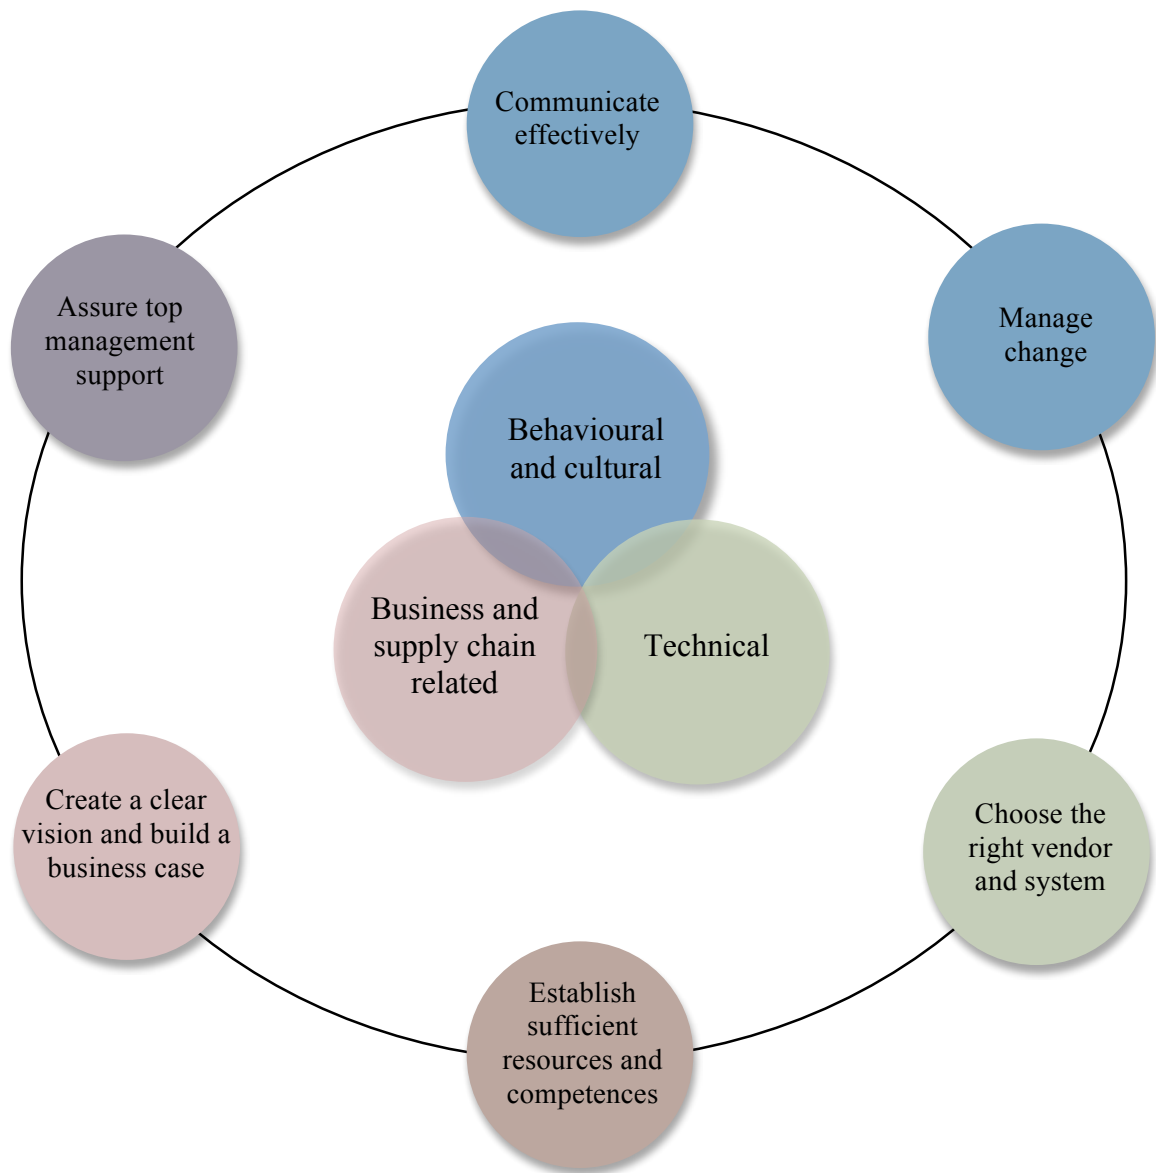 Communicate
effectively
Manage
change
Assure top
management
support
Behavioural
and cultural
Business and
supply chain
related
Technical
Create a clear
vision and build a
business case
Choose the
right vendor
and system
Establish
sufficient
resources and
competences